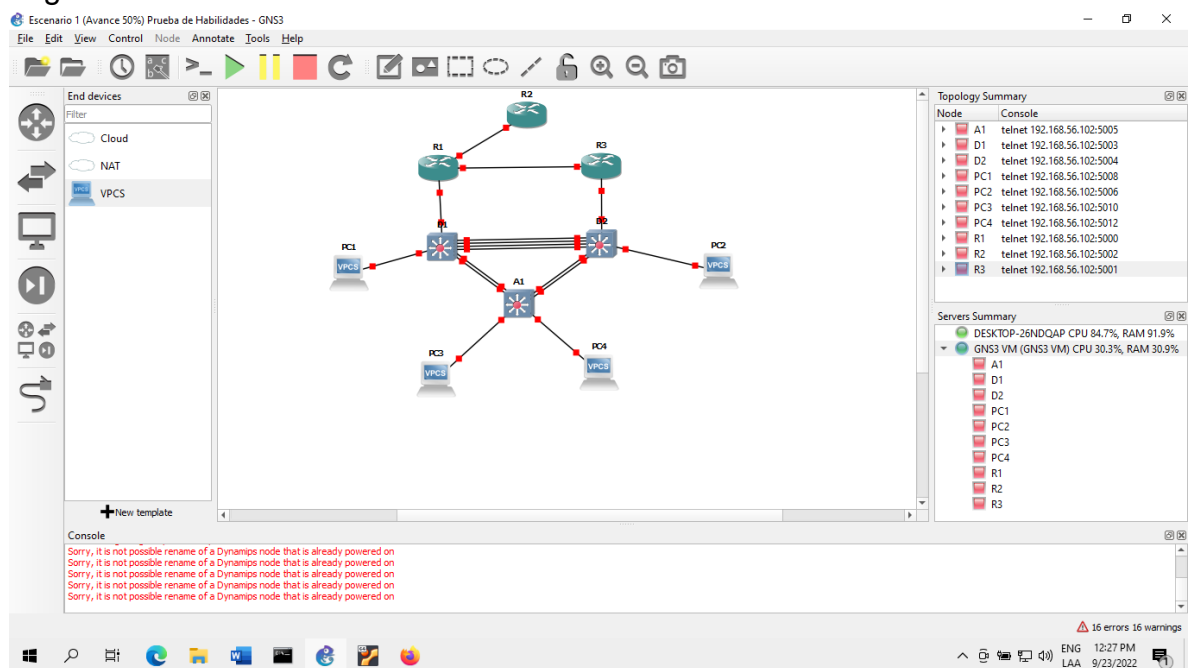 Escenario 1 (Avance 50%) Prueba de Habilidades - GNS3
File Edit View Control Node Annotate Tools Help
End devices
Filter
Cloud
NAT
VPCS
New template
R2
R1
R3
D1
D2
PC1
VPCS
PC2
VPCS
A1
PC3
VPCS
PC4
VPCS
Topology Summary
Node Console
A1 telnet 192.168.56.102:5005
D1 telnet 192.168.56.102:5003
D2 telnet 192.168.56.102:5004
PC1 telnet 192.168.56.102:5008
PC2 telnet 192.168.56.102:5006
PC3 telnet 192.168.56.102:5010
PC4 telnet 192.168.56.102:5012
R1 telnet 192.168.56.102:5000
R2 telnet 192.168.56.102:5002
R3 telnet 192.168.56.102:5001
Servers Summary
DESKTOP-26NDQAP CPU 84.7%, RAM 91.9%
GNS3 VM (GNS3 VM) CPU 30.3%, RAM 30.9%
A1
D1
D2
PC1
PC2
PC3
PC4
R1
R2
R3
Console
Sorry, it is not possible rename of a Dynamips node that is already powered on
Sorry, it is not possible rename of a Dynamips node that is already powered on
Sorry, it is not possible rename of a Dynamips node that is already powered on
Sorry, it is not possible rename of a Dynamips node that is already powered on
Sorry, it is not possible rename of a Dynamips node that is already powered on
16 errors 16 warnings
ENG 12:27 PM
LAA 9/23/2022